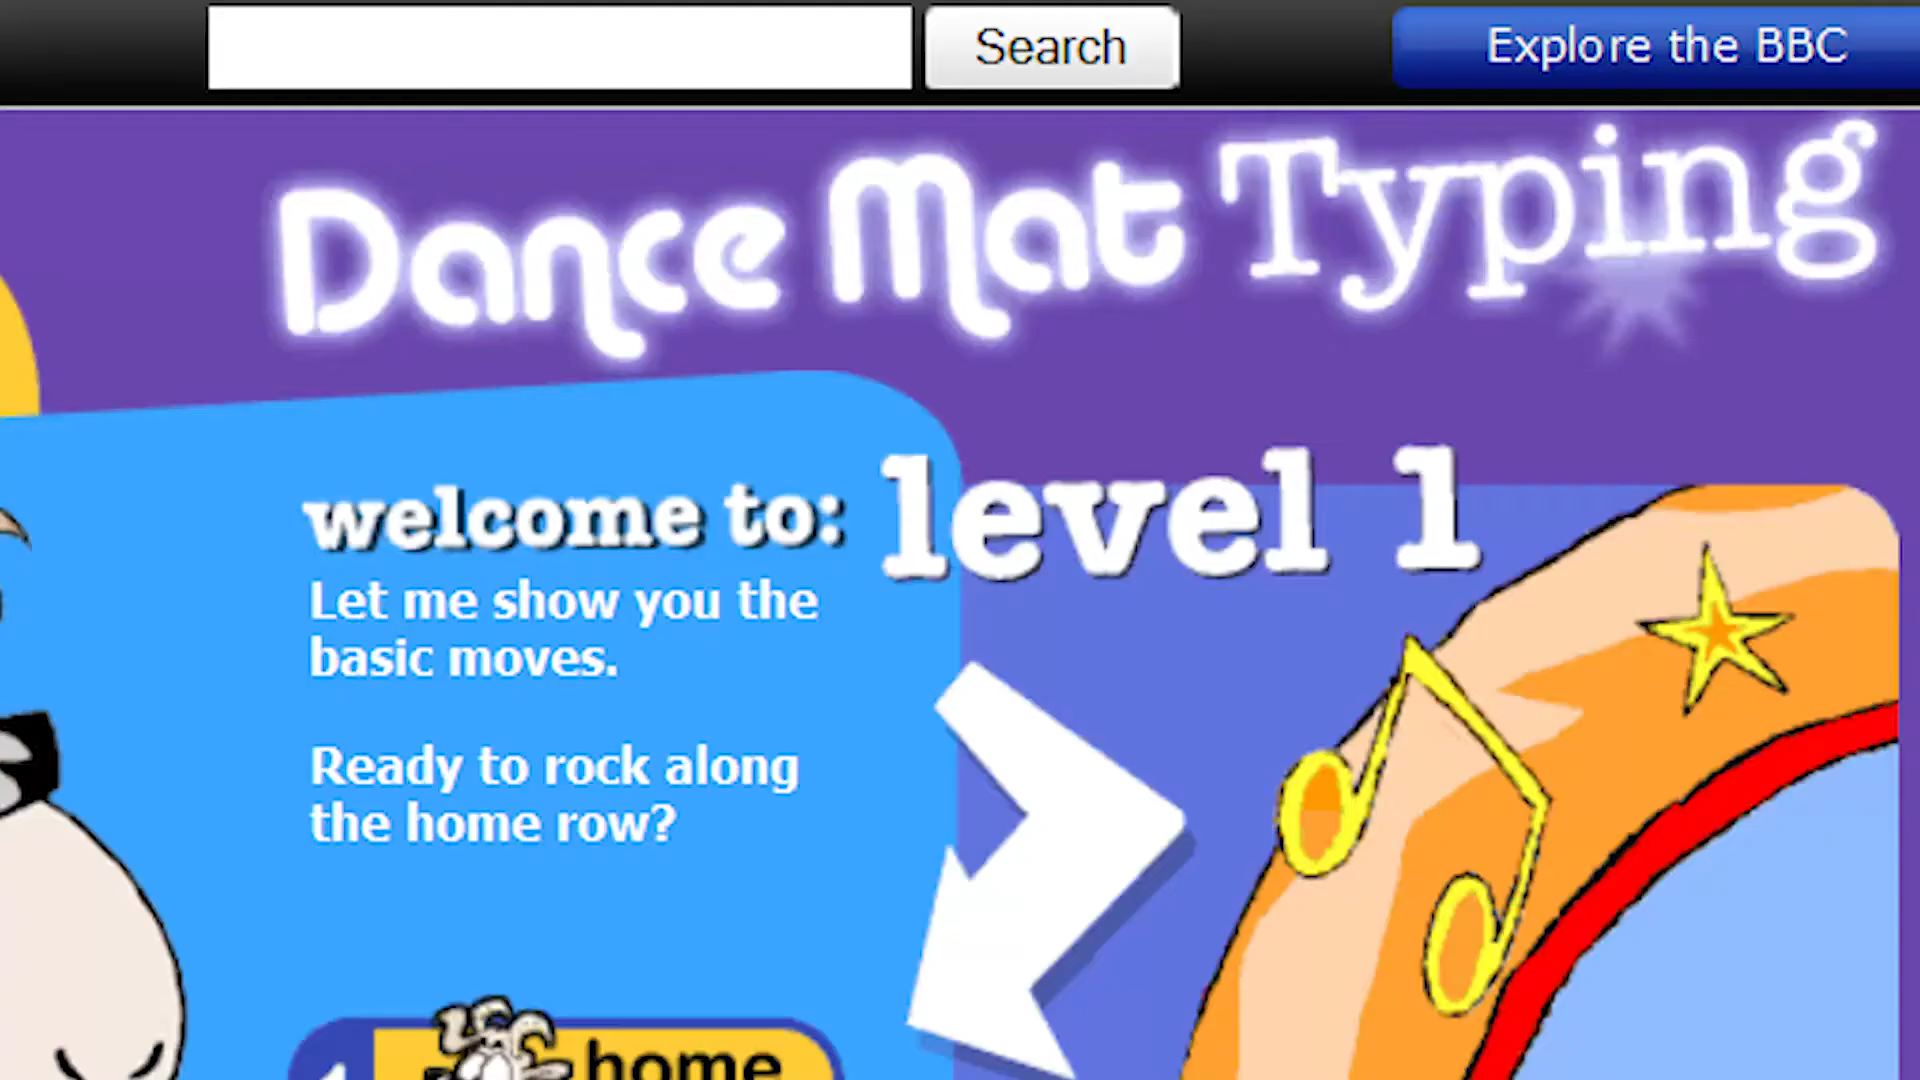 Search
Explore the BBC
Dance Mat Typing
welcome to: level 1
Let me show you the
basic moves.
Ready to rock along
the home row?
1 home